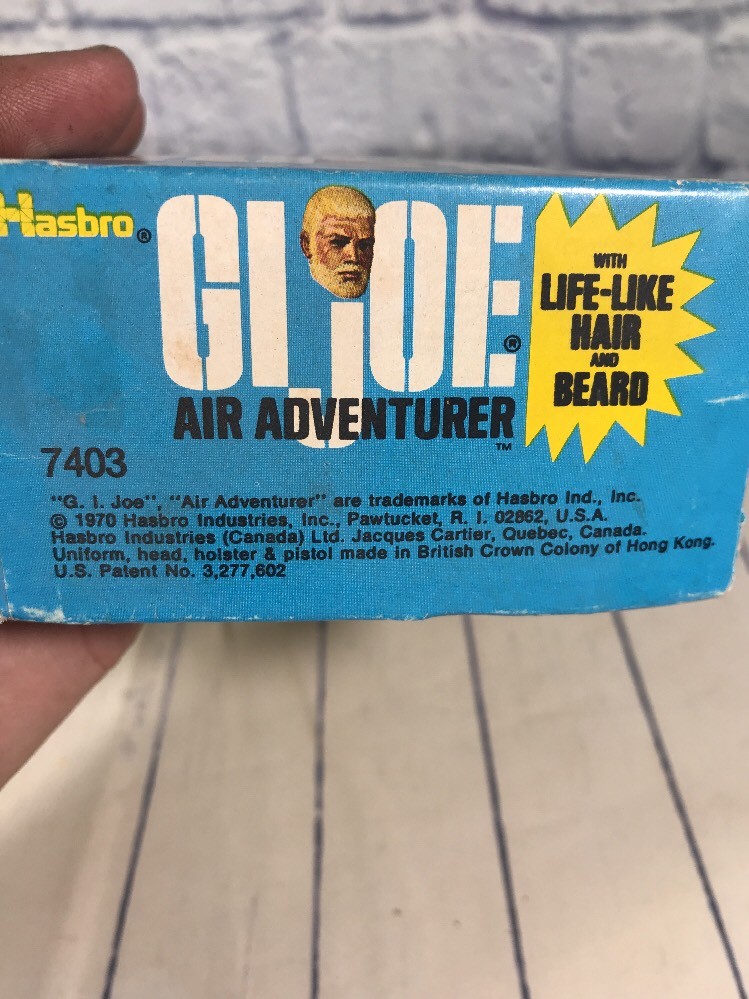 Hasbro®
GI JOE®
WITH
LIFE-LIKE
HAIR
AND
BEARD
AIR ADVENTURER™
7403
"G. I. Joe", "Air Adventurer" are trademarks of Hasbro Ind., Inc.
© 1970 Hasbro Industries, Inc., Pawtucket, R. I. 02862, U.S.A.
Hasbro Industries (Canada) Ltd. Jacques Cartier, Quebec, Canada.
Uniform, head, holster & pistol made in British Crown Colony of Hong Kong.
U.S. Patent No. 3,277,602